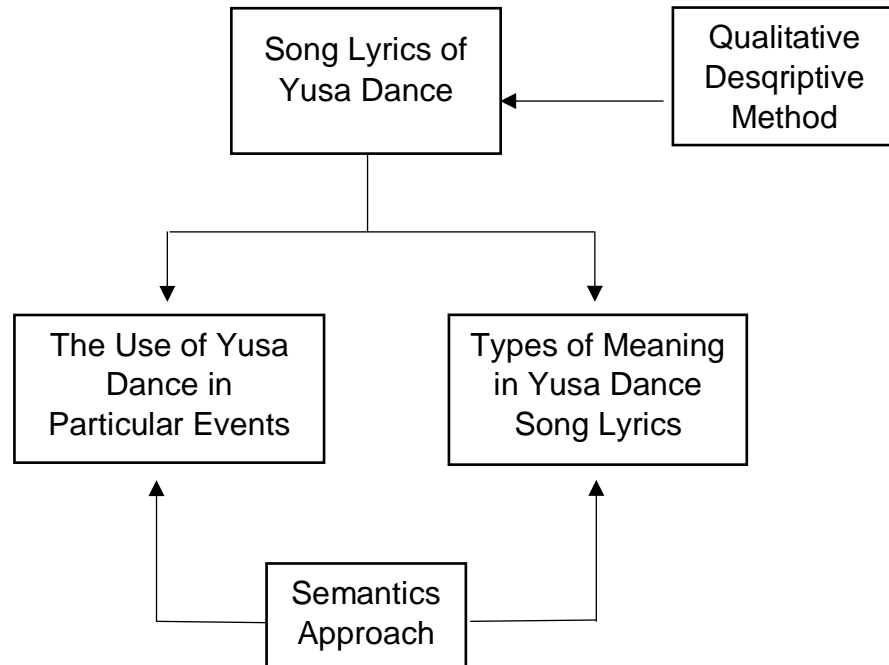 Song Lyrics of
Yusa Dance
Qualitative
Desqriptive
Method
The Use of Yusa
Dance in
Particular Events
Types of Meaning
in Yusa Dance
Song Lyrics
Semantics
Approach